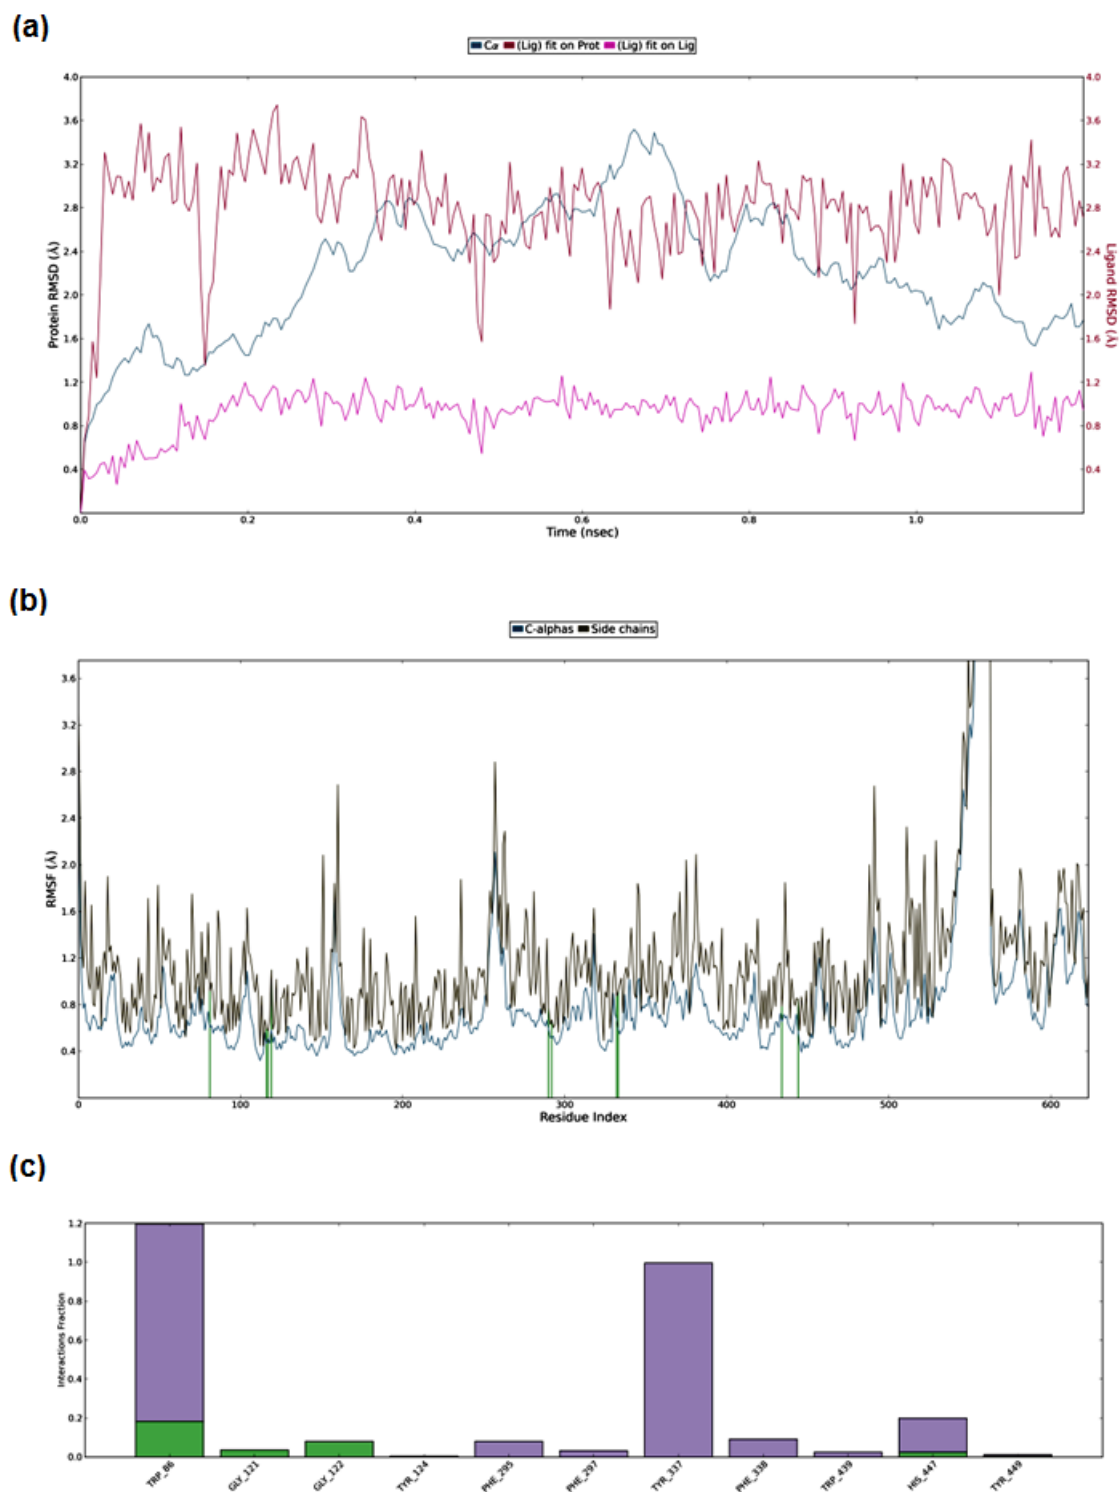 (a)
Cα (Lig) fit on Prot (Lig) fit on Lig
4.0 4.0
3.6 3.6
3.2 3.2
2.8 2.8
2.4 2.4
2.0 2.0
1.6 1.6
1.2 1.2
0.8 0.8
0.4 0.4
Protein RMSD (Å)
Ligand RMSD (Å)
0.0 0.2 0.4 0.6 0.8 1.0
Time (nsec)
(b)
C-alphas Side chains
3.6
3.2
2.8
2.4
2.0
1.6
1.2
0.8
0.4
RMSF (Å)
0 100 200 300 400 500 600
Residue Index
(c)
1.2
1.0
0.8
0.6
0.4
0.2
0.0
Interactions Fraction
TRP_86 GLY_121 GLY_122 TYR_124 PHE_295 PHE_297 TYR_337 PHE_338 TRP_439 HIS_447 TYR_449